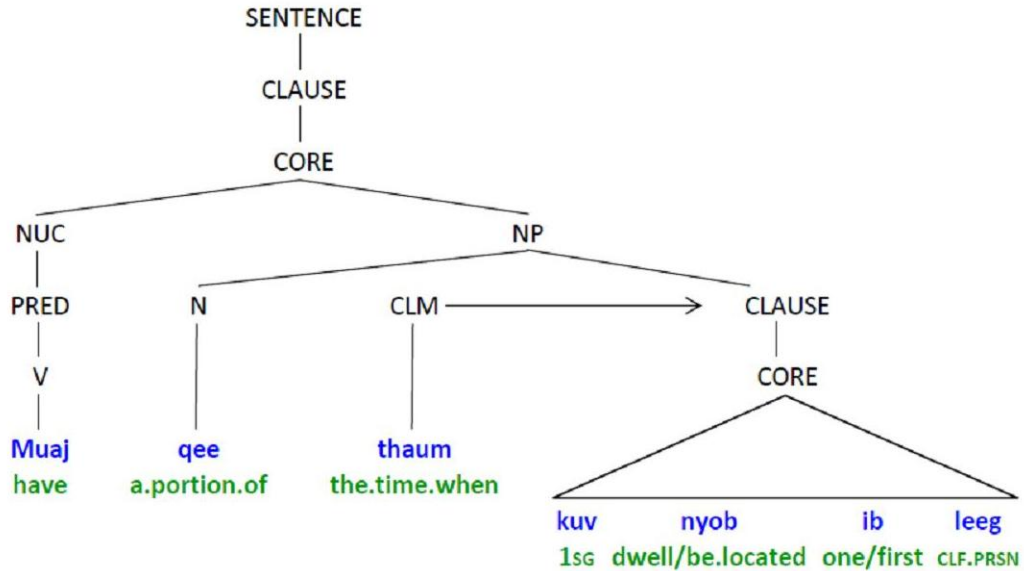 SENTENCE
CLAUSE
CORE
NUC NP
PRED N CLM CLAUSE
V CORE
Muaj qee thaum
have a.portion.of the.time.when
kuv nyob ib leeg
1SG dwell/be.located one/first CLF.PRSN